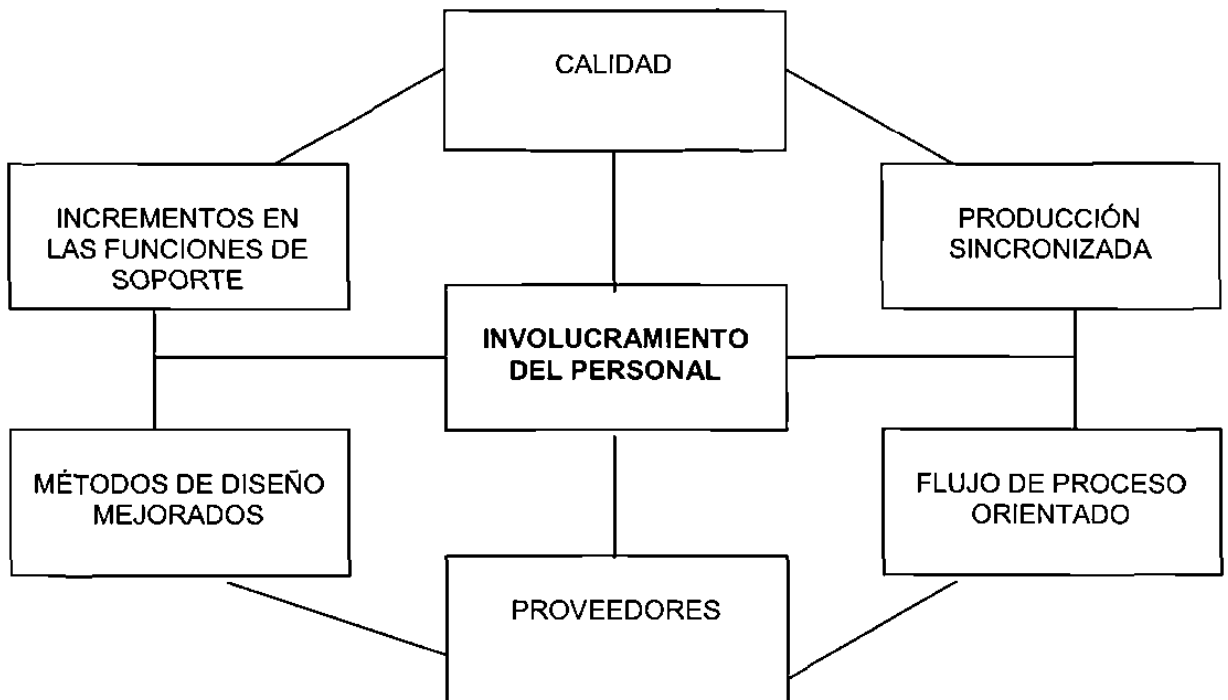 CALIDAD
INCREMENTOS EN
LAS FUNCIONES DE
SOPORTE
PRODUCCIÓN
SINCRONIZADA
INVOLUCRAMIENTO
DEL PERSONAL
MÉTODOS DE DISEÑO
MEJORADOS
FLUJO DE PROCESO
ORIENTADO
PROVEEDORES